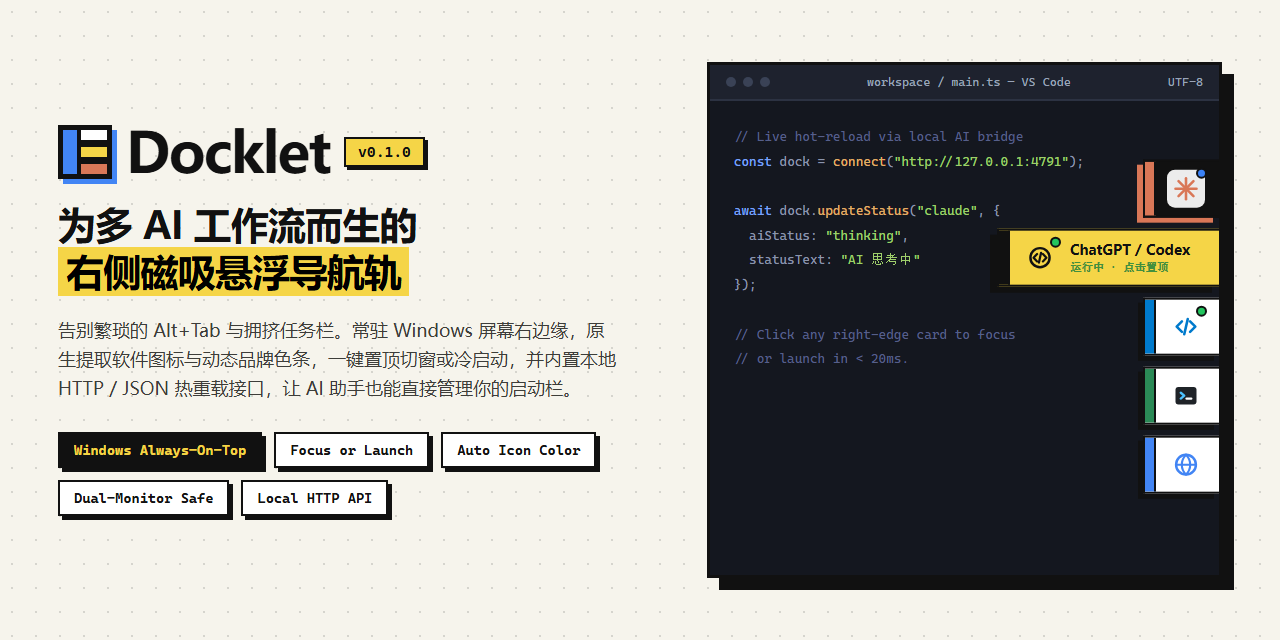 Docklet
v0.1.0
为多 AI 工作流而生的
右侧磁吸悬浮导航轨
告别繁琐的 Alt+Tab 与拥挤任务栏。常驻 Windows 屏幕右边缘，原
生提取软件图标与动态品牌色条，一键置顶切窗或冷启动，并内置本地
HTTP / JSON 热重载接口，让 AI 助手也能直接管理你的启动栏。
Windows Always-On-Top
Focus or Launch
Auto Icon Color
Dual-Monitor Safe
Local HTTP API
workspace / main.ts — VS Code
UTF-8
// Live hot-reload via local AI bridge
const dock = connect("http://127.0.0.1:4791");
await dock.updateStatus("claude", {
aiStatus: "thinking",
statusText: "AI 思考中"
});
// Click any right-edge card to focus
// or launch in < 20ms.
ChatGPT / Codex
运行中 · 点击置顶